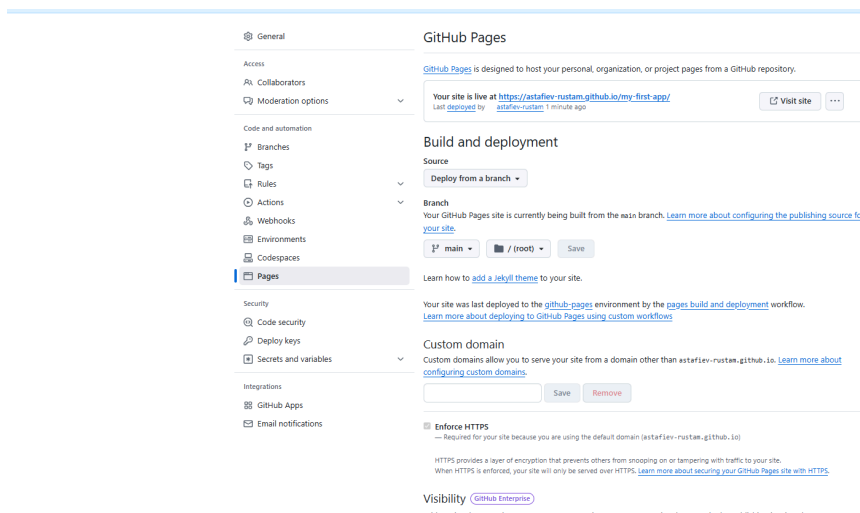 General
Access
Collaborators
Moderation options
Code and automation
Branches
Tags
Rules
Actions
Webhooks
Environments
Codespaces
Pages
Security
Code security
Deploy keys
Secrets and variables
Integrations
GitHub Apps
Email notifications
GitHub Pages
GitHub Pages is designed to host your personal, organization, or project pages from a GitHub repository.
Your site is live at https://astafiev-rustam.github.io/my-first-app/
Last deployed by astafiev-rustam 1 minute ago
Visit site
Build and deployment
Source
Deploy from a branch
Branch
Your GitHub Pages site is currently being built from the main branch. Learn more about configuring the publishing source fo
your site.
main / (root) Save
Learn how to add a Jekyll theme to your site.
Your site was last deployed to the github-pages environment by the pages build and deployment workflow.
Learn more about deploying to GitHub Pages using custom workflows
Custom domain
Custom domains allow you to serve your site from a domain other than astafiev-rustam.github.io. Learn more about
configuring custom domains.
Save Remove
Enforce HTTPS
— Required for your site because you are using the default domain (astafiev-rustam.github.io)
HTTPS provides a layer of encryption that prevents others from snooping on or tampering with traffic to your site.
When HTTPS is enforced, your site will only be served over HTTPS. Learn more about securing your GitHub Pages site with HTTPS.
Visibility GitHub Enterprise